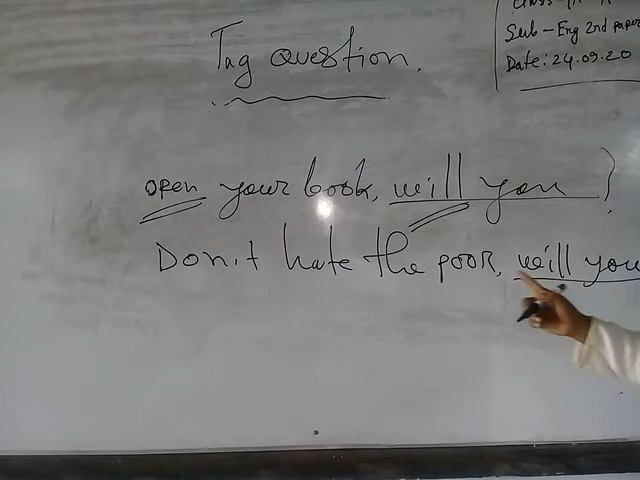 Tag question.
Sub - Eng 2nd paper
Date: 24.09.20
open your book, will you?
Don't hate the poor, will you